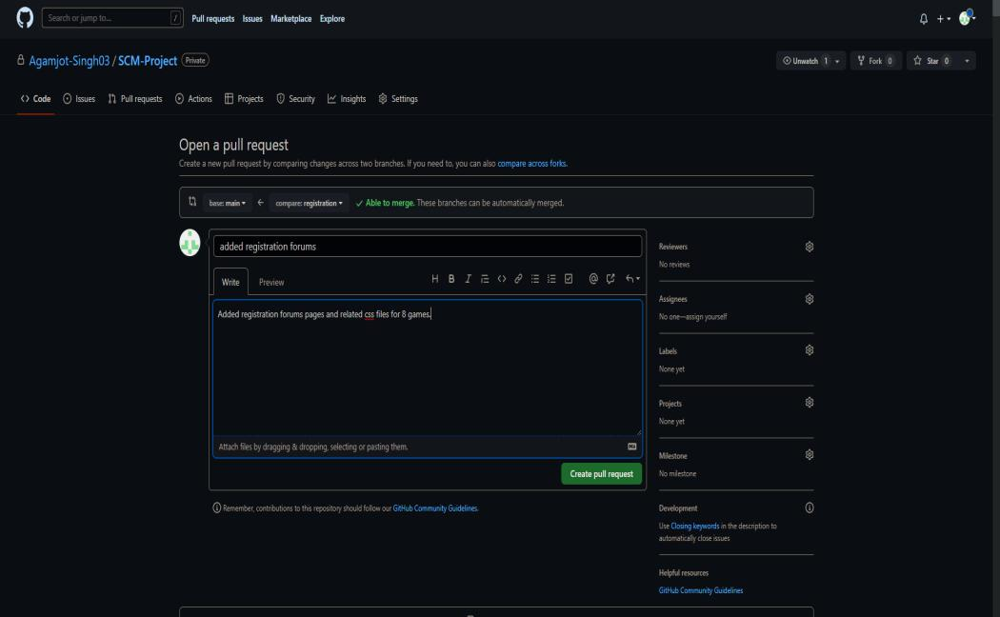 Search or jump to... /
Pull requests Issues Marketplace Explore
Agamjot-Singh03 / SCM-Project Private
Unwatch 1 Fork 0 Star 0
Code Issues Pull requests Actions Projects Security Insights Settings
Open a pull request
Create a new pull request by comparing changes across two branches. If you need to, you can also compare across forks.
base: main compare: registration Able to merge. These branches can be automatically merged.
added registration forums
Write Preview
Added registration forums pages and related css files for 8 games.
Attach files by dragging & dropping, selecting or pasting them.
Create pull request
Remember, contributions to this repository should follow our GitHub Community Guidelines.
Reviewers
No reviews
Assignees
No one—assign yourself
Labels
None yet
Projects
None yet
Milestone
No milestone
Development
Use Closing keywords in the description to
automatically close issues
Helpful resources
GitHub Community Guidelines